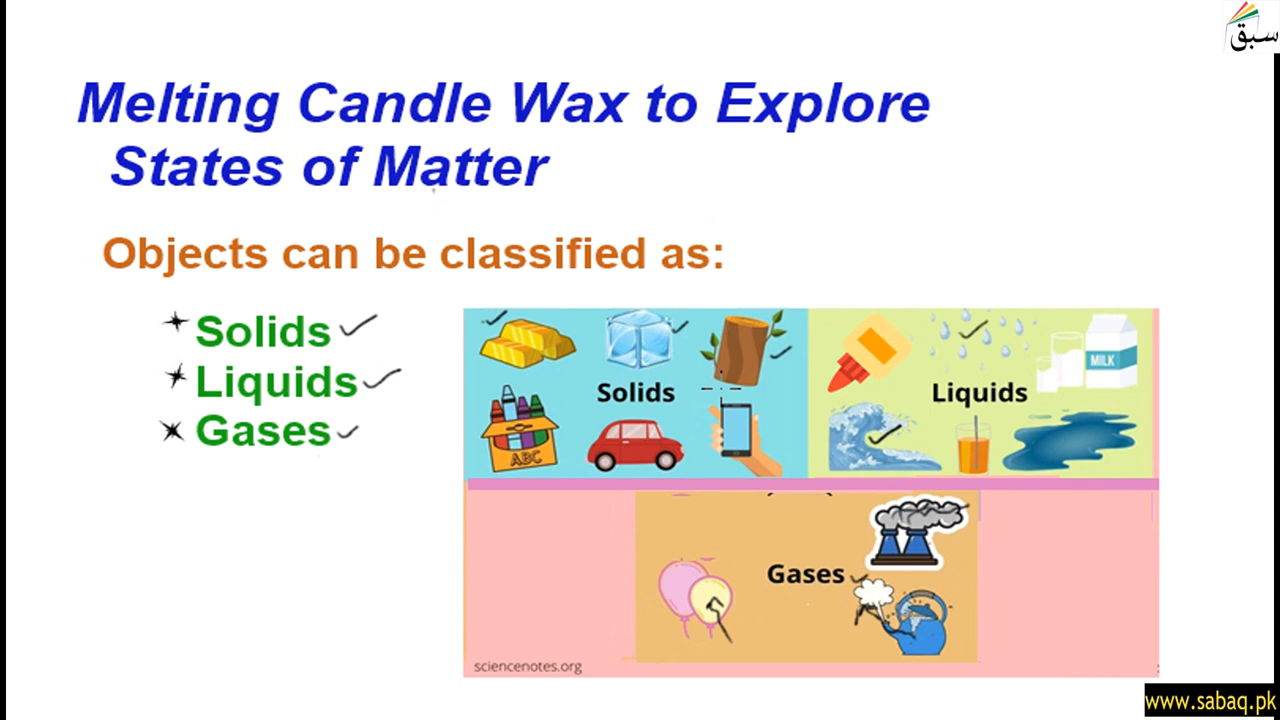 سبق
Melting Candle Wax to Explore
States of Matter
Objects can be classified as:
Solids
Liquids
Gases
Solids
Liquids
MILK
ABC
Gases
sciencenotes.org
www.sabaq.pk